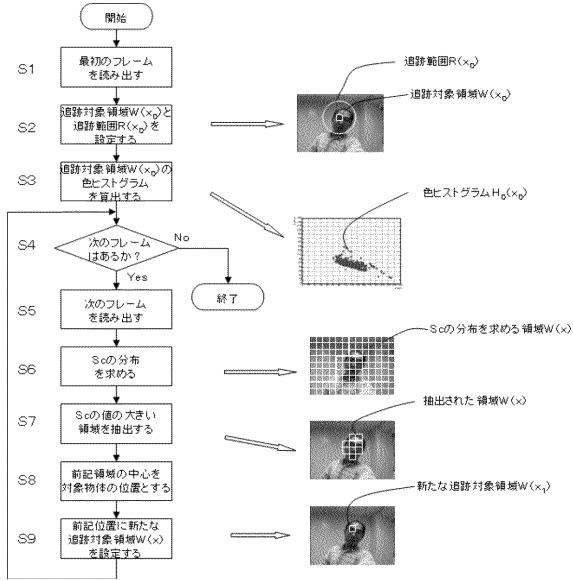 開始
S1
最初のフレーム
を読み出す
S2
追跡対象領域W(x₀)と
追跡範囲R(x₀)を
設定する
追跡範囲R(x₀)
追跡対象領域W(x₀)
S3
追跡対象領域W(x₀)の
色ヒストグラム
を算出する
色ヒストグラムH₀(x₀)
S4
次のフレーム
はあるか?
No
Yes
終了
S5
次のフレーム
を読み出す
S6
Scの分布
を求める
Scの分布を求める領域W(x)
S7
Scの値の大きい
領域を抽出する
抽出された領域W(x)
S8
前記領域の中心を
対象物体の位置とする
S9
前記位置に新たな
追跡対象領域W(x)
を設定する
新たな追跡対象領域W(x₁)